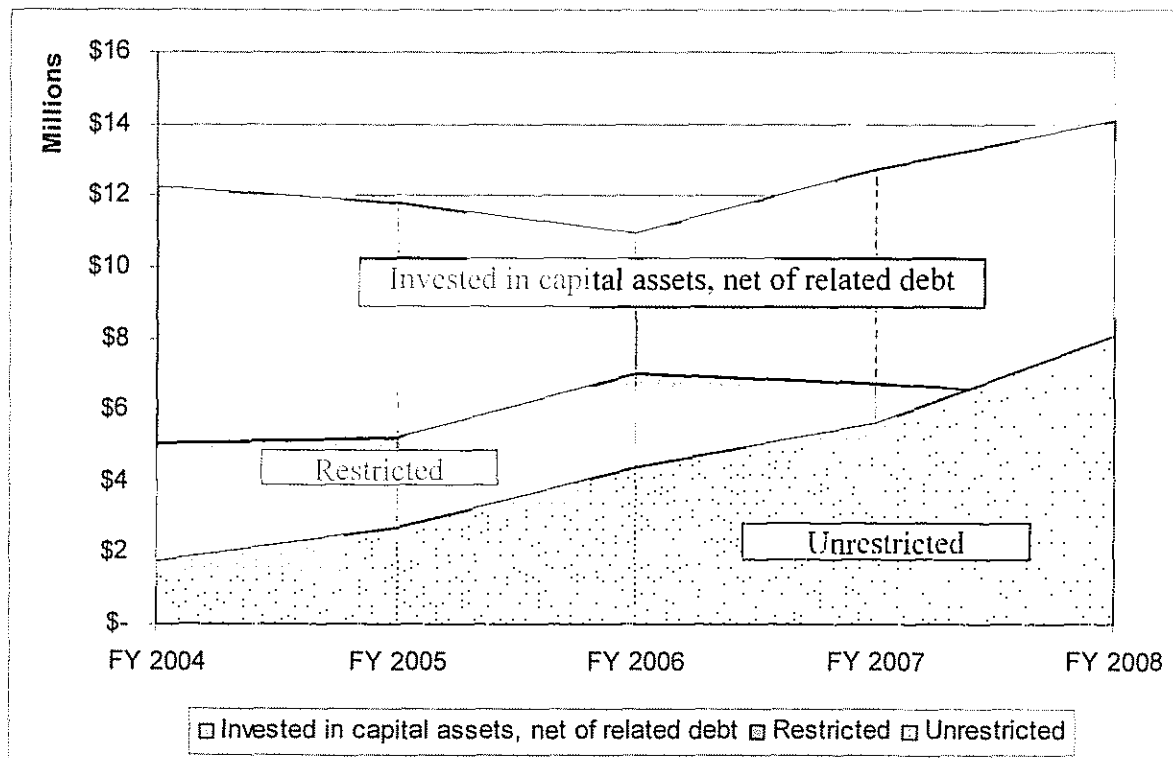 Millions
$16
$14
$12
$10
$8
$6
$4
$2
$-
Invested in capital assets, net of related debt
Restricted
Unrestricted
FY 2004 FY 2005 FY 2006 FY 2007 FY 2008
Invested in capital assets, net of related debt Restricted Unrestricted